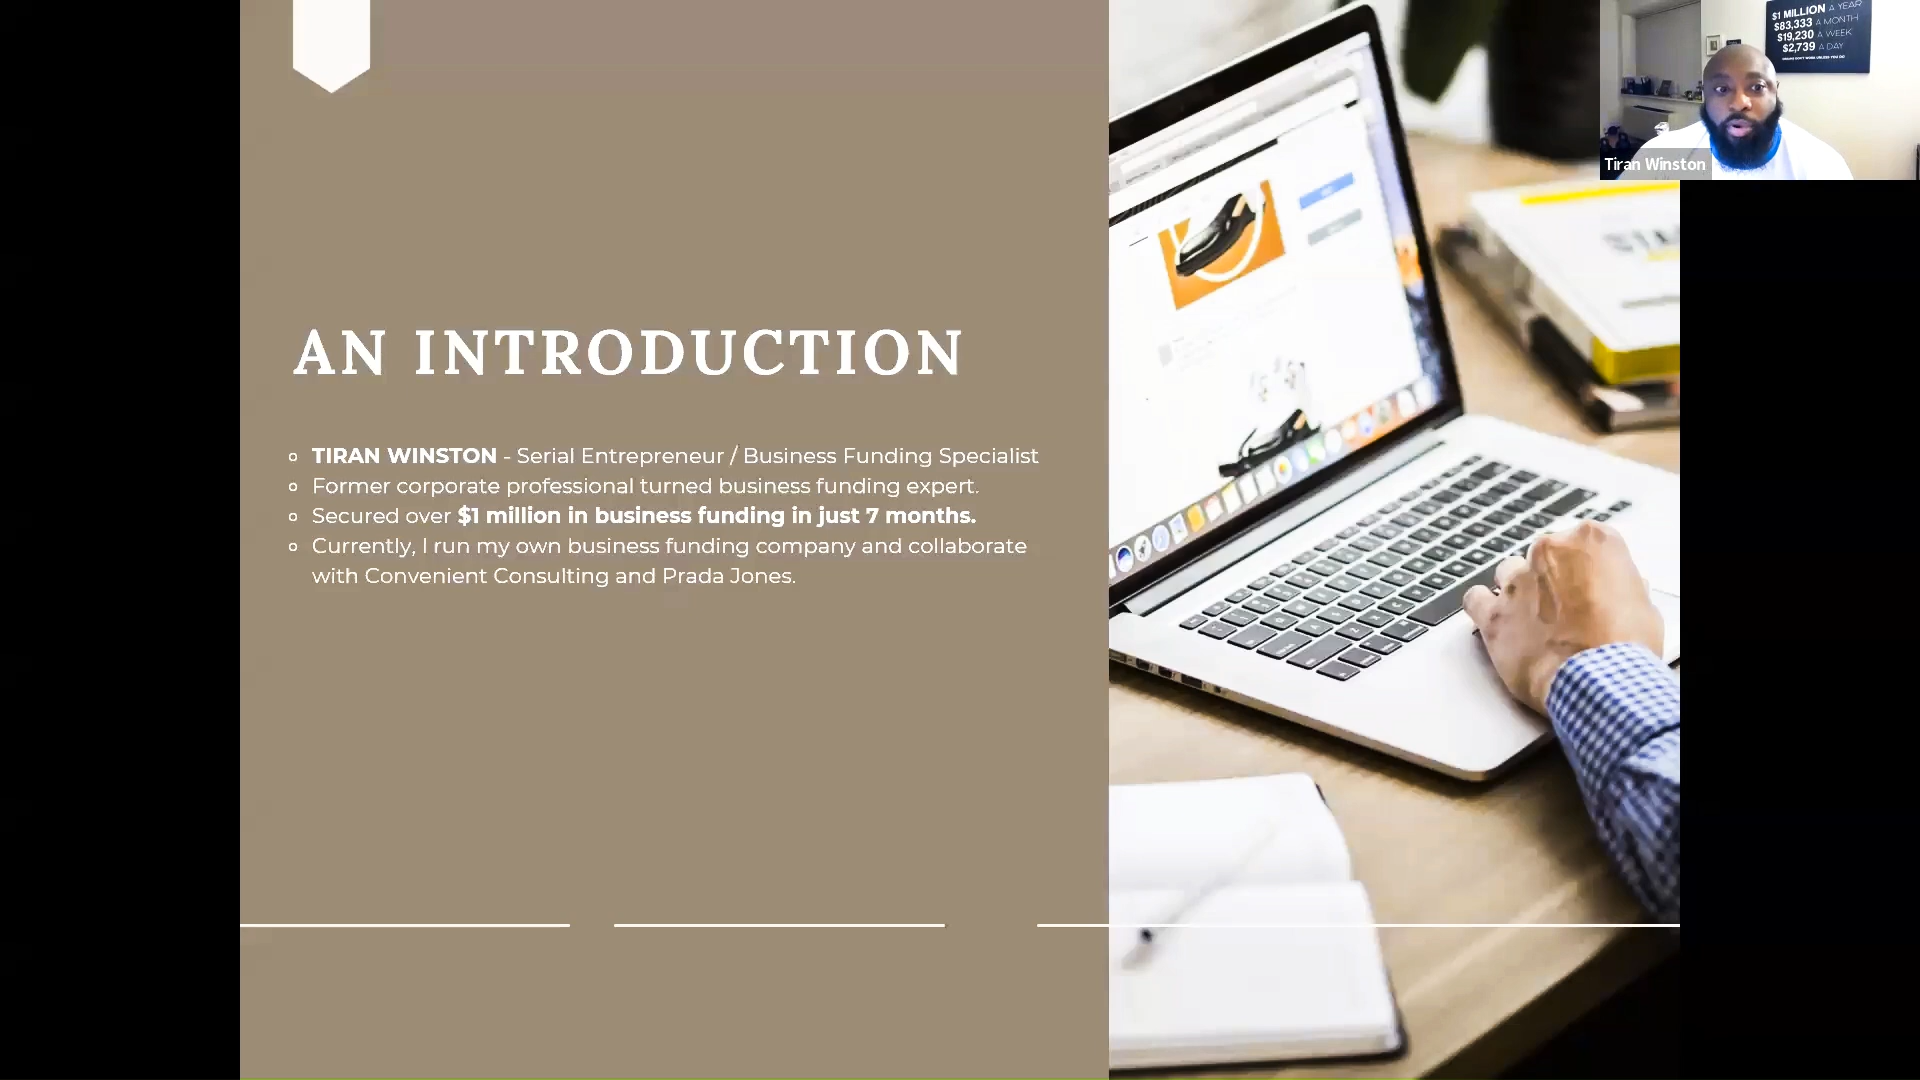 AN INTRODUCTION
TIRAN WINSTON - Serial Entrepreneur / Business Funding Specialist
Former corporate professional turned business funding expert.
Secured over $1 million in business funding in just 7 months.
Currently, I run my own business funding company and collaborate
with Convenient Consulting and Prada Jones.
$1 MILLION A YEAR
$83,333 A MONTH
$19,230 A WEEK
$2,739 A DAY
Tiran Winston